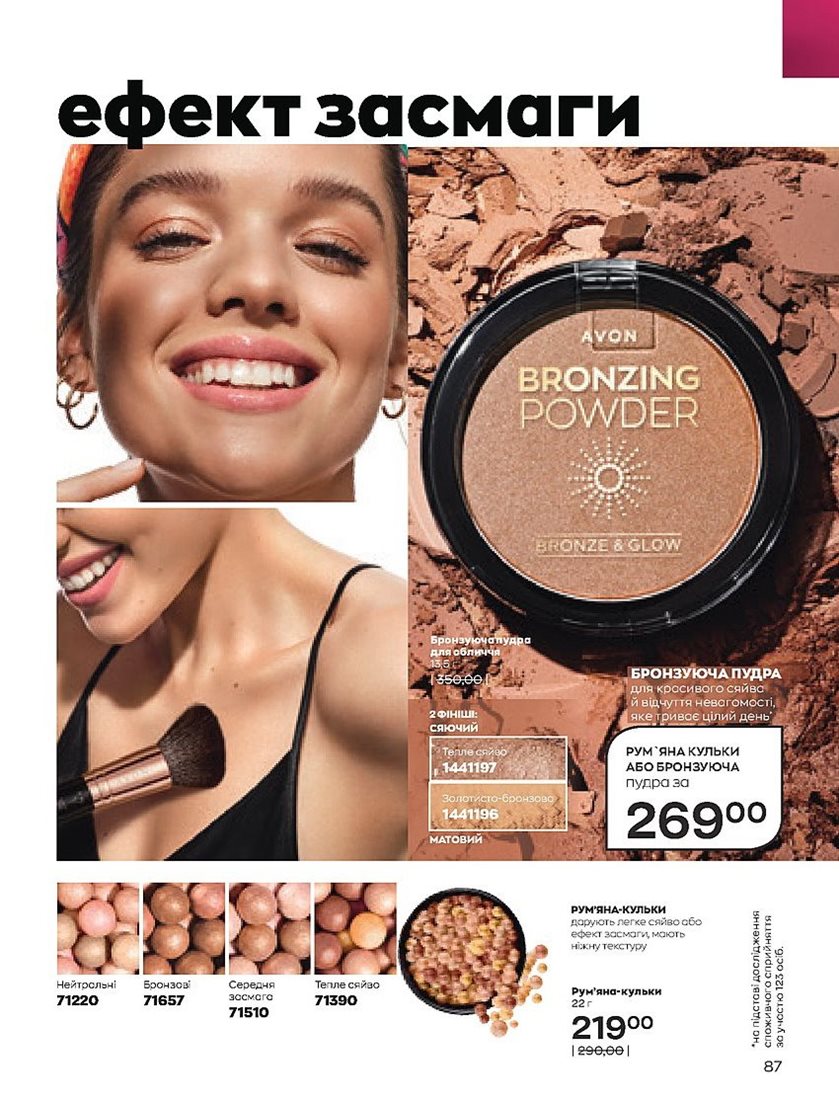 ефект засмаги
AVON
BRONZING
POWDER
BRONZE & GLOW
Бронзуюча пудра
для обличчя
13,5 г
| 350,00 |
2 ФІНІШІ:
СЯЮЧИЙ
Тепле сяйво
1441197
Золотисто-бронзова
1441196
МАТОВИЙ
БРОНЗУЮЧА ПУДРА
для красивого сяйва
й відчуття невагомості,
яке триває цілий день*
РУМ`ЯНА КУЛЬКИ
АБО БРОНЗУЮЧА
пудра за
269⁰⁰
Нейтральні
71220
Бронзові
71657
Середня
засмага
71510
Тепле сяйво
71390
РУМ'ЯНА-КУЛЬКИ
дарують легке сяйво або
ефект засмаги, мають
ніжну текстуру
Рум'яна-кульки
22 г
219⁰⁰
| 290,00 |
*на підставі дослідження
споживчого сприйняття
за участю 123 осіб.
87